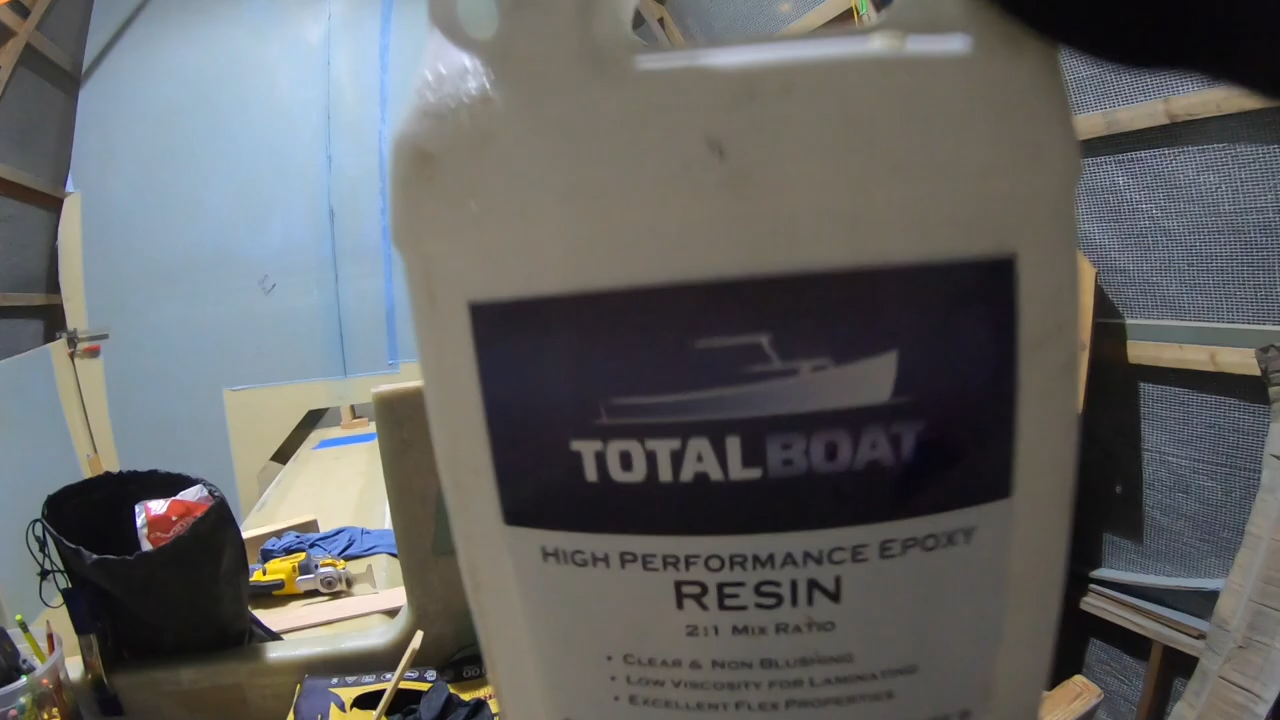 TOTALBOAT
HIGH PERFORMANCE EPOXY
RESIN
2:1 MIX RATIO
• CLEAR & NON BLUSHING
• LOW VISCOSITY FOR LAMINATING
• EXCELLENT FLEX PROPERTIES